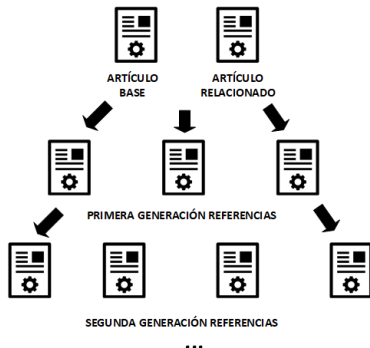 ARTÍCULO
BASE
ARTÍCULO
RELACIONADO
PRIMERA GENERACIÓN REFERENCIAS
SEGUNDA GENERACIÓN REFERENCIAS
...